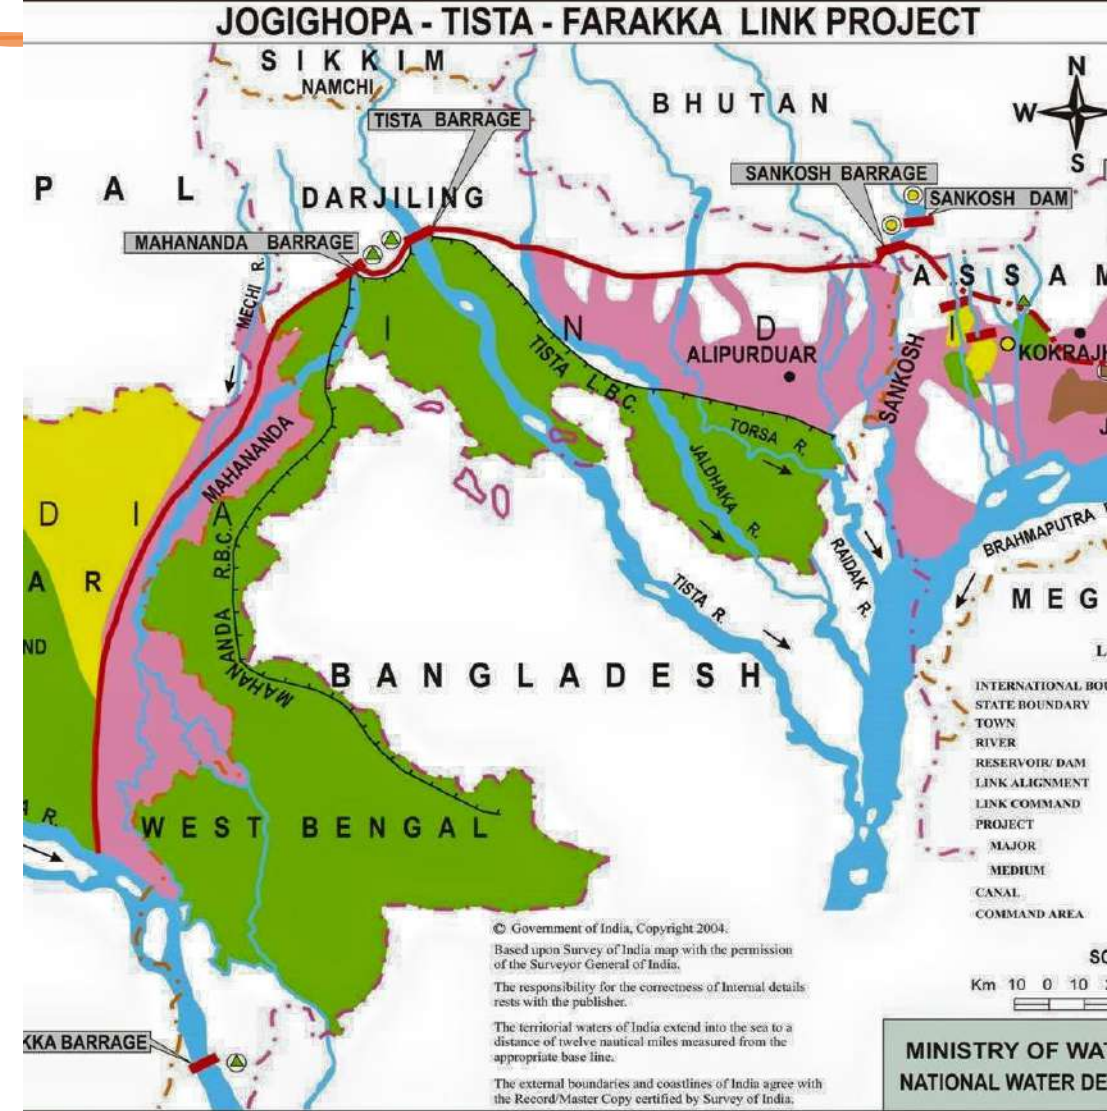 JOGIGHOPA - TISTA - FARAKKA LINK PROJECT
SIKKIM
NAMCHI
TISTA BARRAGE
BHUTAN
N
W
S
SANKOSH BARRAGE
SANKOSH DAM
PAL
DARJILING
MAHANANDA BARRAGE
MECHI R.
ASSAM
I N D I
ALIPURDUAR
KOKRAJH
SANKOSH
TISTA L.B.C.
TORSA R.
JALDHAKA R.
MAHANANDA
RAIDAK R.
BRAHMAPUTRA
D I A
AR
ND
MAHANANDA R.B.C.
TISTA R.
MEG
BANGLADESH
INTERNATIONAL BOU
STATE BOUNDARY
TOWN
RIVER
RESERVOIR/ DAM
LINK ALIGNMENT
LINK COMMAND
PROJECT
MAJOR
MEDIUM
CANAL
COMMAND AREA
R.
WEST BENGAL
© Government of India, Copyright 2004.
Based upon Survey of India map with the permission
of the Surveyor General of India.
The responsibility for the correctness of Internal details
rests with the publisher.
The territorial waters of India extend into the sea to a
distance of twelve nautical miles measured from the
appropriate base line.
The external boundaries and coastlines of India agree with
the Record/Master Copy certified by Survey of India.
SC
Km 10 0 10
KKA BARRAGE
MINISTRY OF WAT
NATIONAL WATER DE